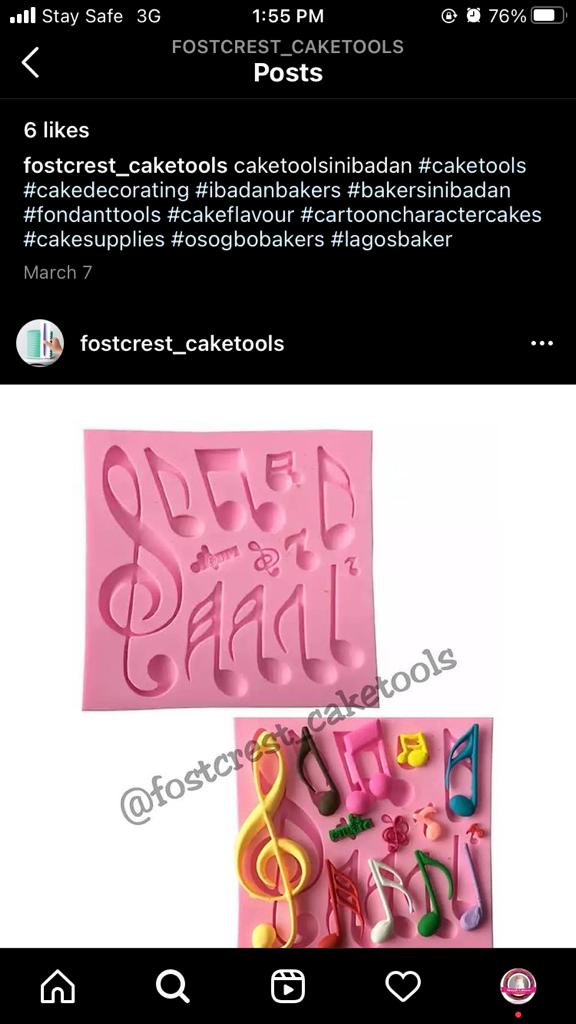 Stay Safe 3G 1:55 PM 76%
FOSTCREST_CAKETOOLS
Posts
6 likes
fostcrest_caketools caketoolsinibadan #caketools
#cakedecorating #ibadanbakers #bakersinibadan
#fondanttools #cakeflavour #cartooncharactercakes
#cakesupplies #osogbobakers #lagosbaker
March 7
fostcrest_caketools
@fostcrest_caketools